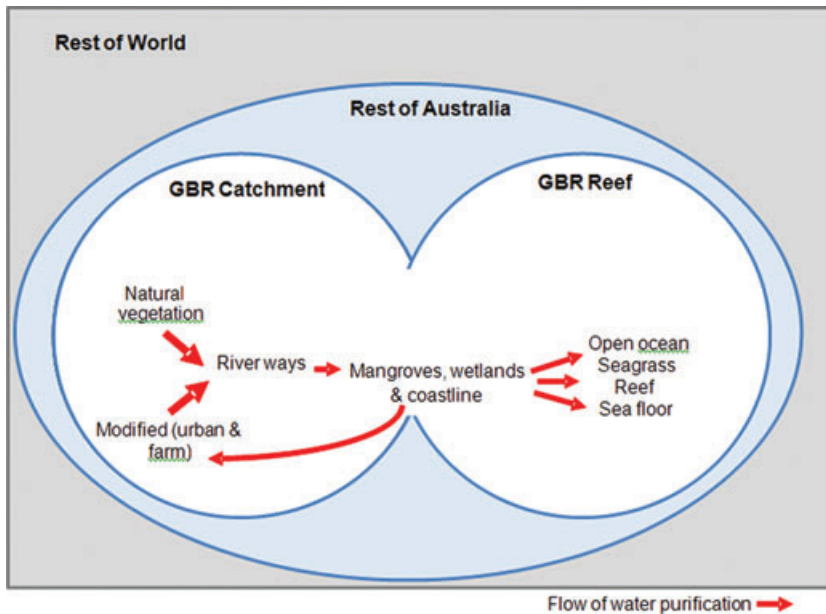 Rest of World
Rest of Australia
GBR Catchment
GBR Reef
Natural
vegetation
River ways
Modified (urban &
farm)
Mangroves, wetlands
& coastline
Open ocean
Seagrass
Reef
Sea floor
Flow of water purification